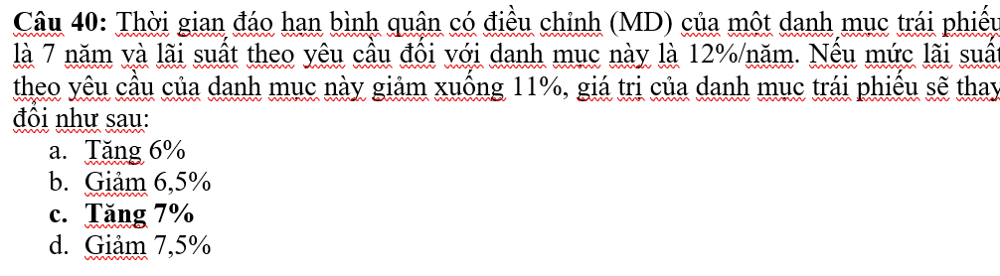 Câu 40: Thời gian đáo hạn bình quân có điều chỉnh (MD) của một danh mục trái phiếu
là 7 năm và lãi suất theo yêu cầu đối với danh mục này là 12%/năm. Nếu mức lãi suất
theo yêu cầu của danh mục này giảm xuống 11%, giá trị của danh mục trái phiếu sẽ thay
đổi như sau:
a. Tăng 6%
b. Giảm 6,5%
c. Tăng 7%
d. Giảm 7,5%